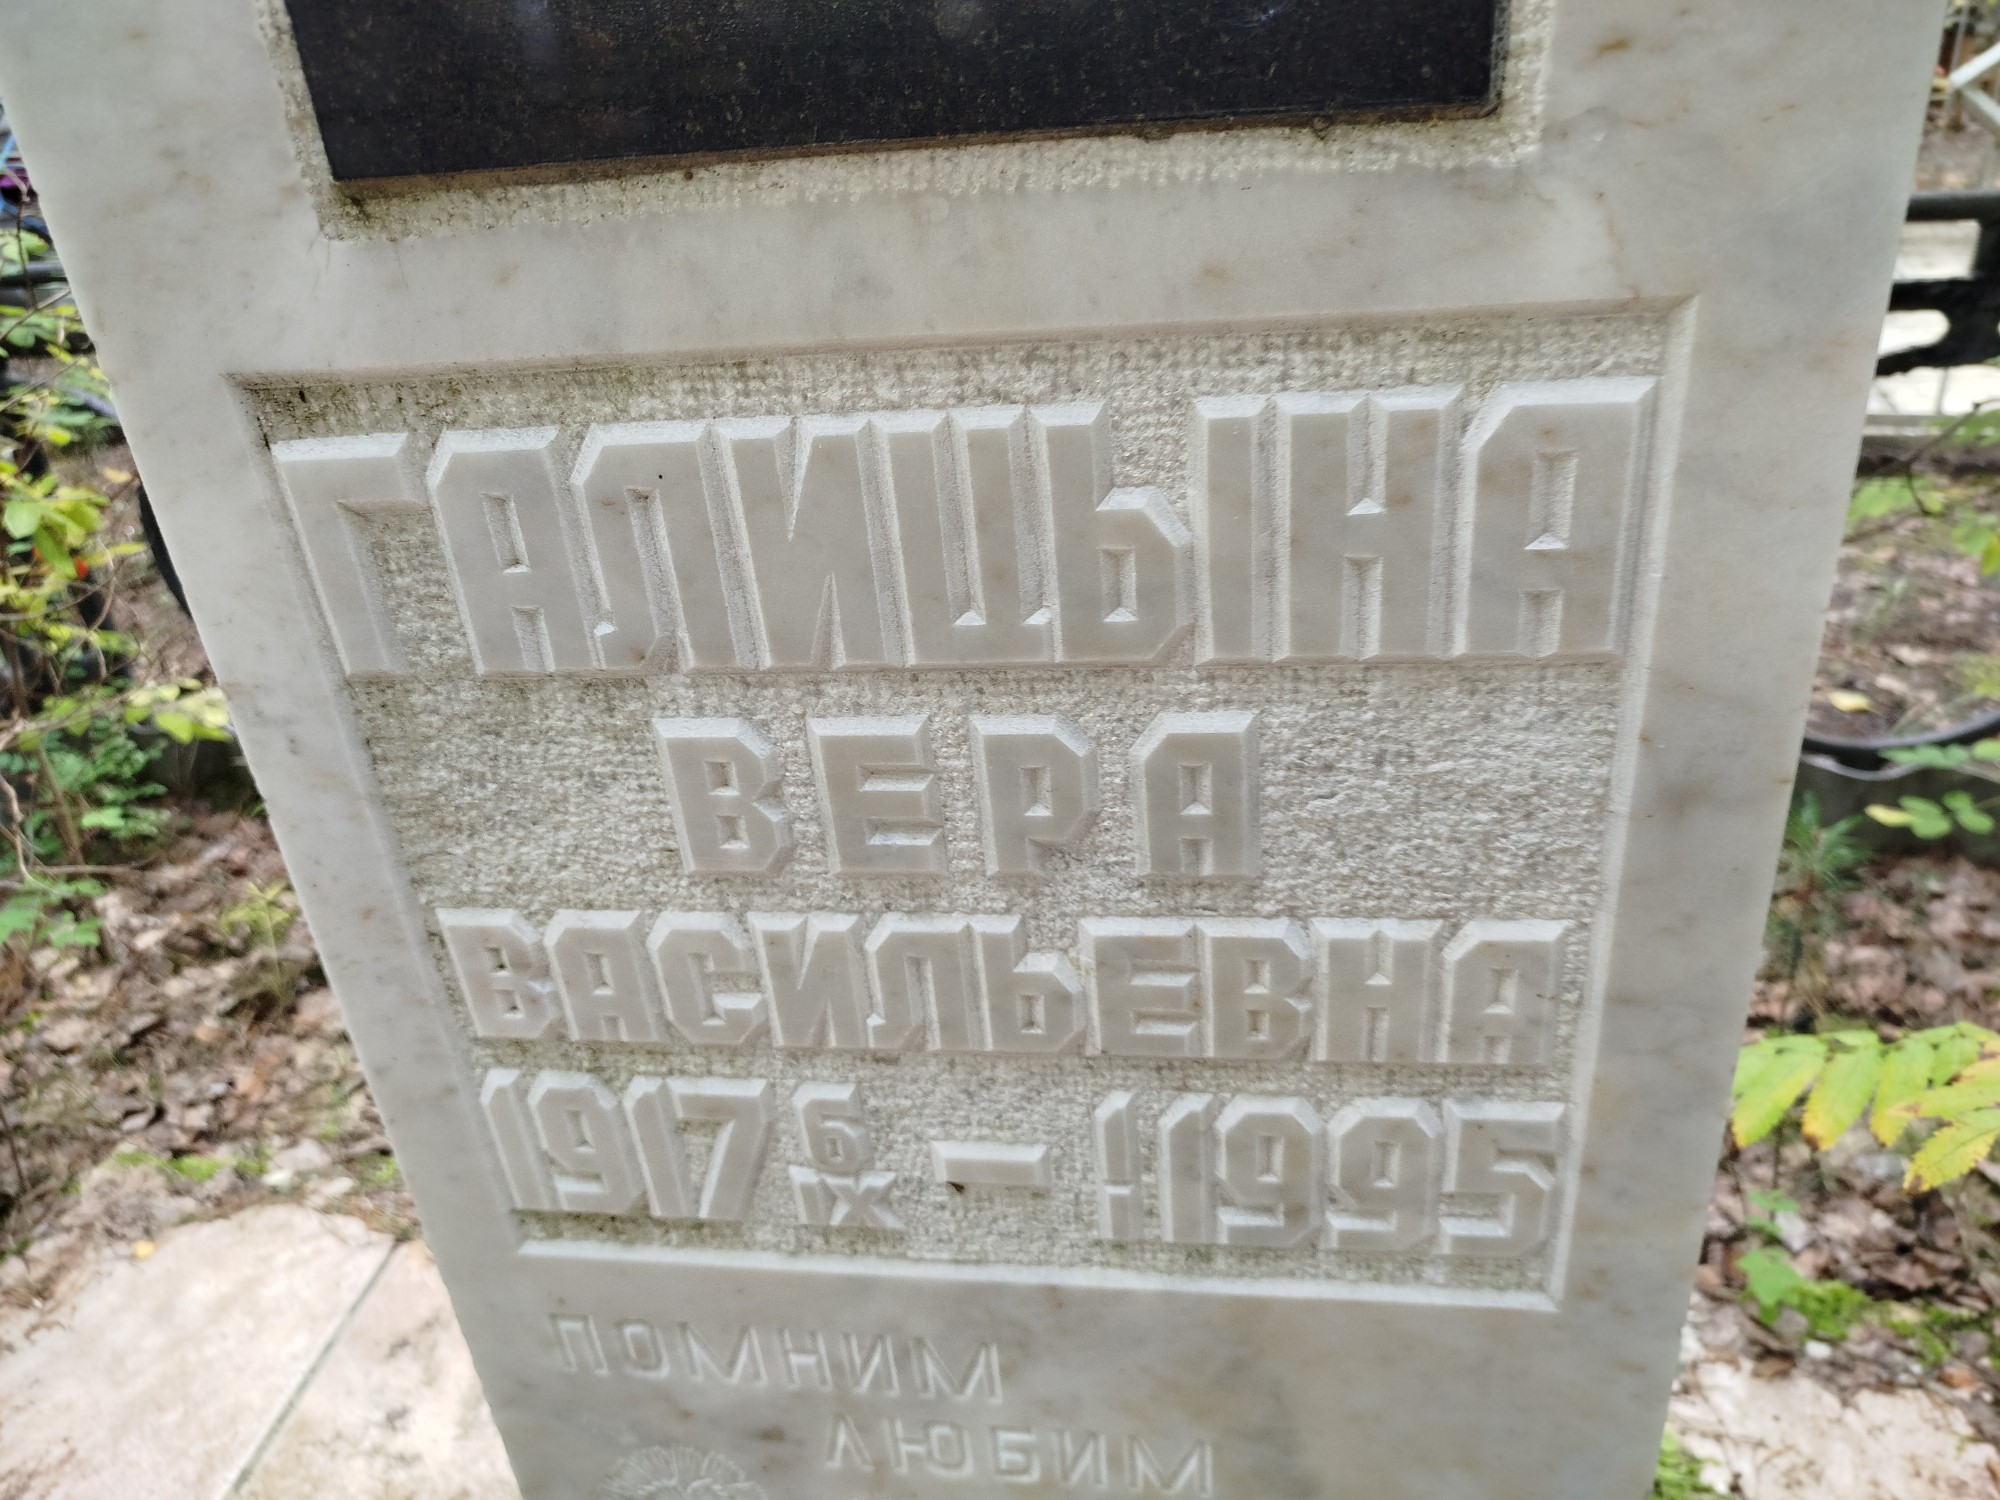 ГАЛИЦЫНА
ВЕРА
ВАСИЛЬЕВНА
1917 6/IX – 1995
ПОМНИМ
ЛЮБИМ